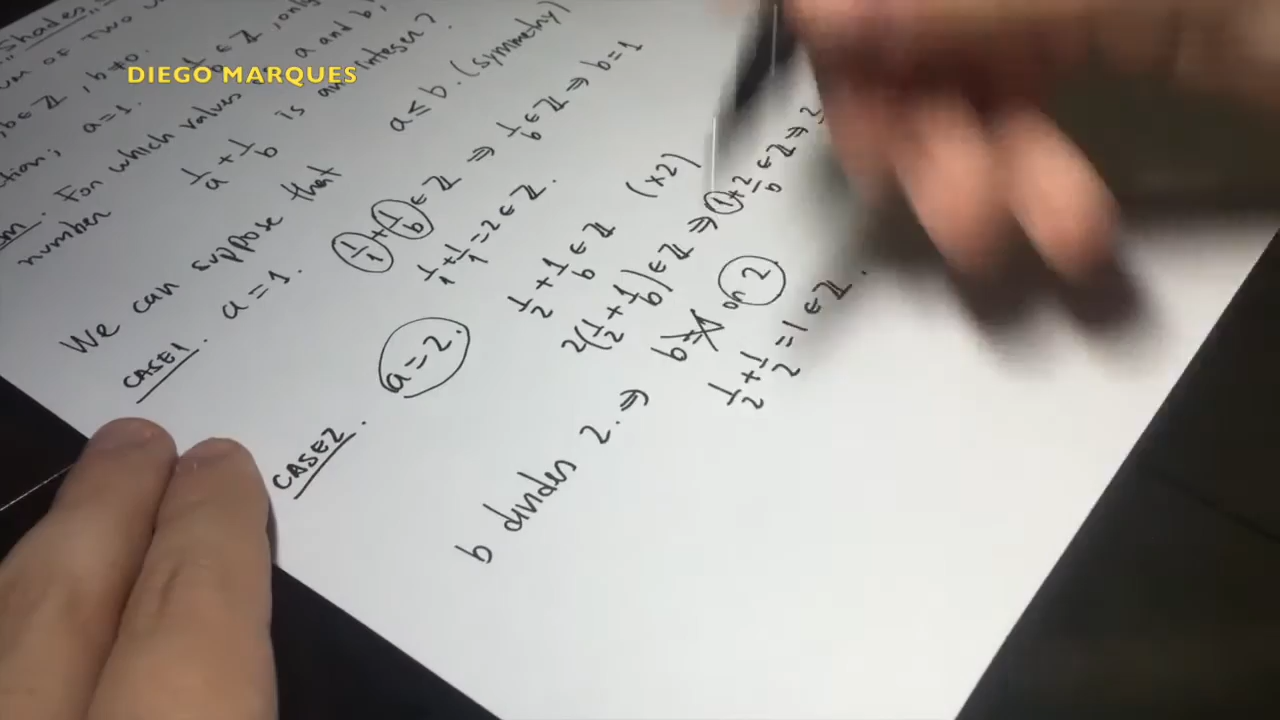 Shades
um of two
b ∈ ℤ, b ≠ 0.
, only
ction; a = 1.
∈ ℤ
DIEGO MARQUES
For which values a and b,
number 1/a + 1/b is an integer?
We can suppose that a ≤ b. (symmetry)
CASE 1. a = 1.
1/1 + 1/b ∈ ℤ ⇒ 1/b ∈ ℤ ⇒ b = 1
1/1 + 1/1 = 2 ∈ ℤ.
CASE 2. a = 2.
1/2 + 1/b ∈ ℤ (×2)
2(1/2 + 1/b) ∈ ℤ ⇒ 1 + 2/b ∈ ℤ ⇒ 2
b divides 2. ⇒ b = 1 or 2
1/2 + 1/2 = 1 ∈ ℤ.